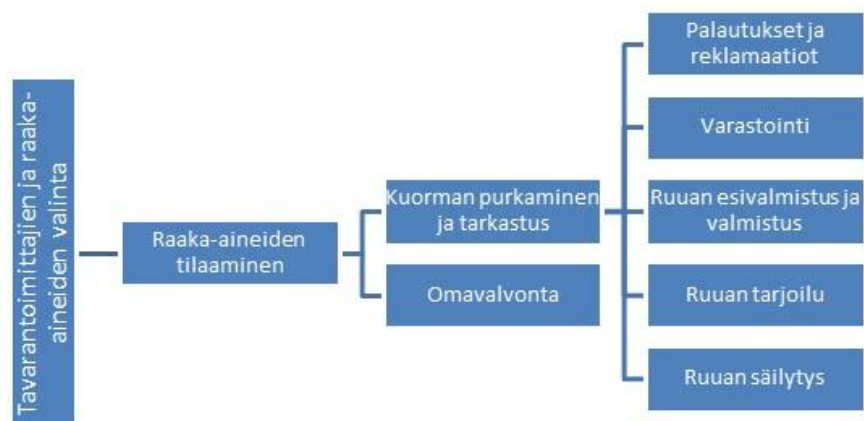 Tavarantoimittajien ja raaka-
aineiden valinta
Raaka-aineiden
tilaaminen
Kuorman purkaminen
ja tarkastus
Omavalvonta
Palautukset ja
reklamaatiot
Varastointi
Ruuan esivalmistus ja
valmistus
Ruuan tarjoilu
Ruuan säilytys